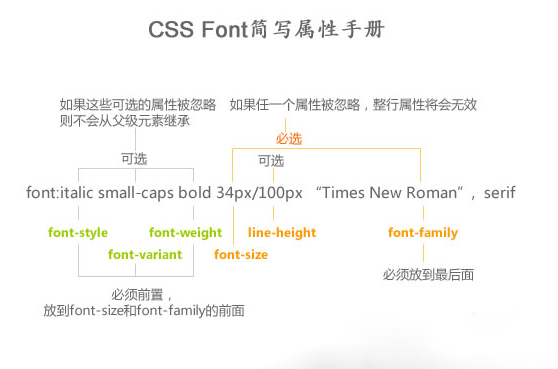 CSS Font简写属性手册
如果这些可选的属性被忽略
则不会从父级元素继承
如果任一个属性被忽略，整行属性将会无效
必选
可选
可选
font:italic small-caps bold 34px/100px “Times New Roman”, serif
font-style
font-weight
line-height
font-family
font-variant
font-size
必须放到最后面
必须前置，
放到font-size和font-family的前面